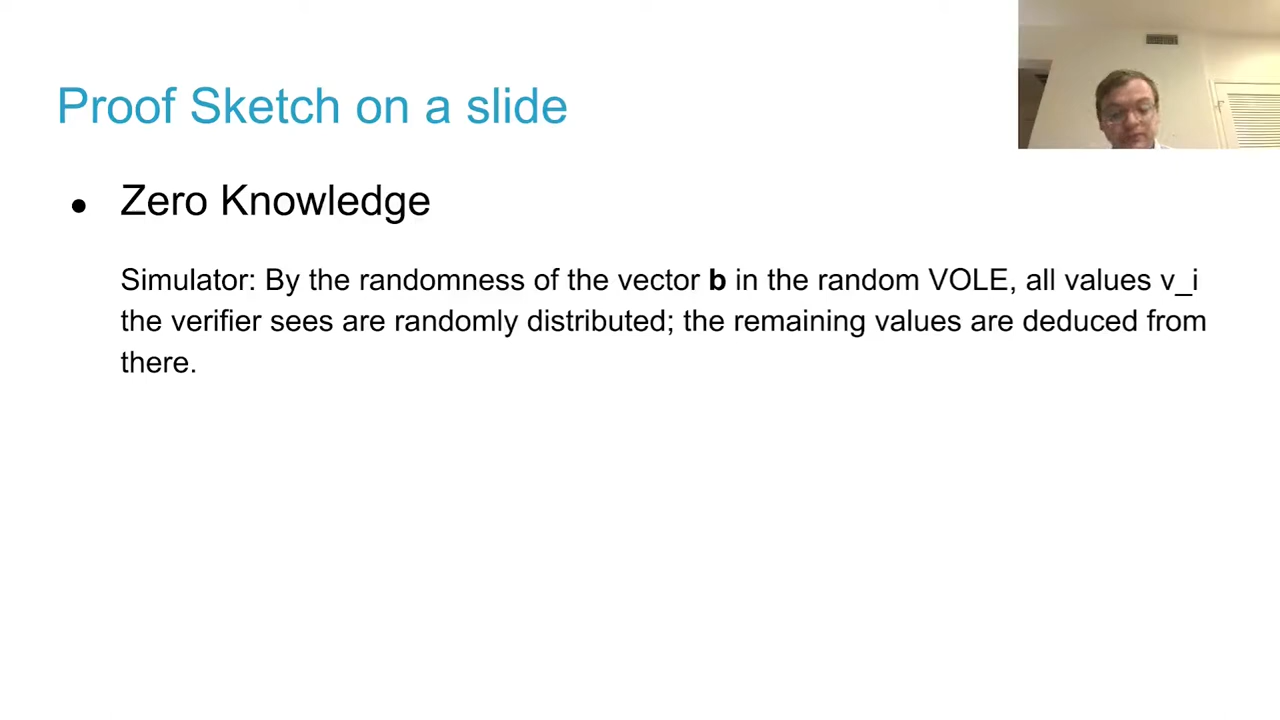 Proof Sketch on a slide
● Zero Knowledge
Simulator: By the randomness of the vector b in the random VOLE, all values v_i
the verifier sees are randomly distributed; the remaining values are deduced from
there.